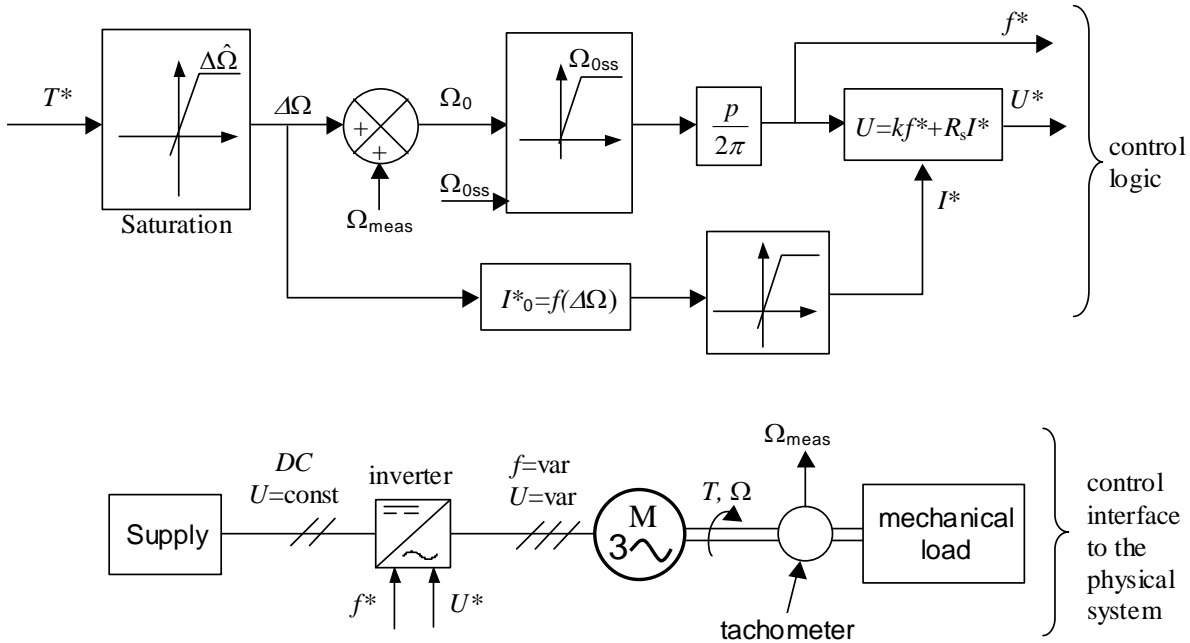 T*
ΔΩ̂
Saturation
ΔΩ
+
+
Ω₀
Ωmeas
Ω₀ss
Ω₀ss
p
2π
f*
U=kf*+RsI*
U*
I*
control
logic
I*₀=f(ΔΩ)
Supply
DC
U=const
inverter
f*
U*
f=var
U=var
M
3
T, Ω
Ωmeas
tachometer
mechanical
load
control
interface
to the
physical
system